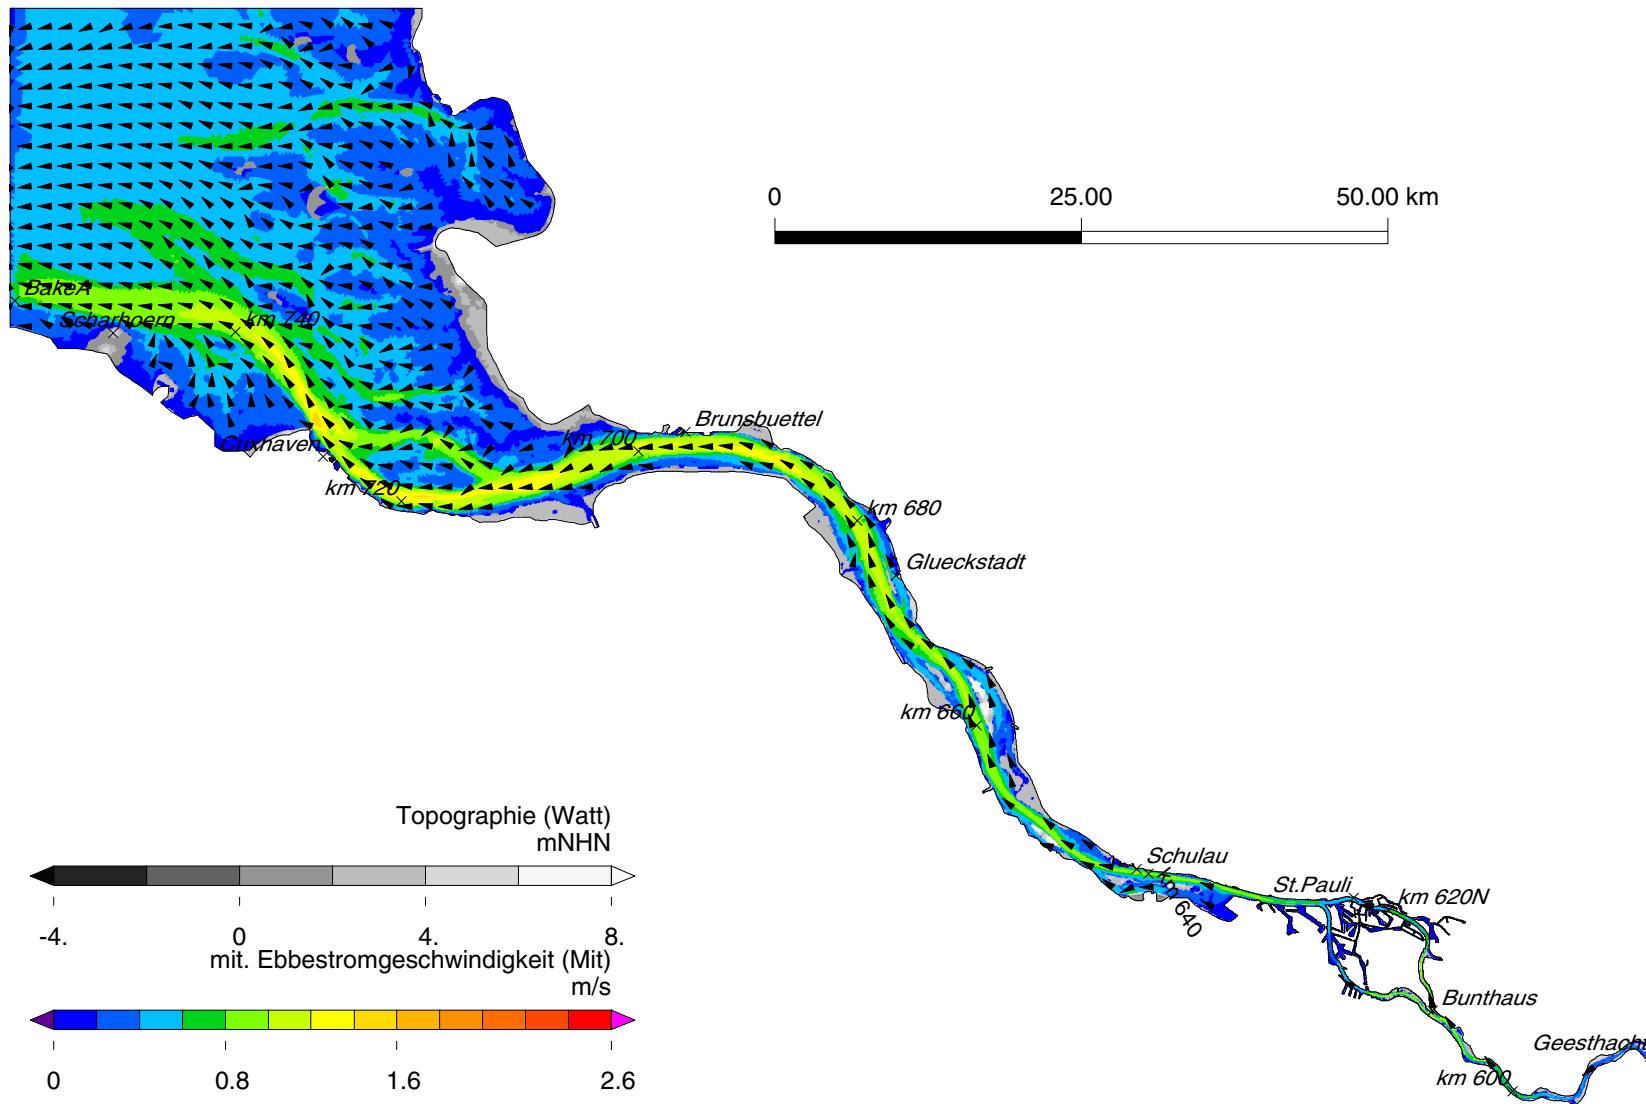 0 25.00 50.00 km
BakeA
Scharhoern
km 740
Cuxhaven
km 720
km 700
Brunsbuettel
km 680
Glueckstadt
km 660
Schulau
km 640
St.Pauli
km 620N
Bunthaus
Geesthacht
km 600
Topographie (Watt)
mNHN
-4. 0 4. 8.
mit. Ebbestromgeschwindigkeit (Mit)
m/s
0 0.8 1.6 2.6